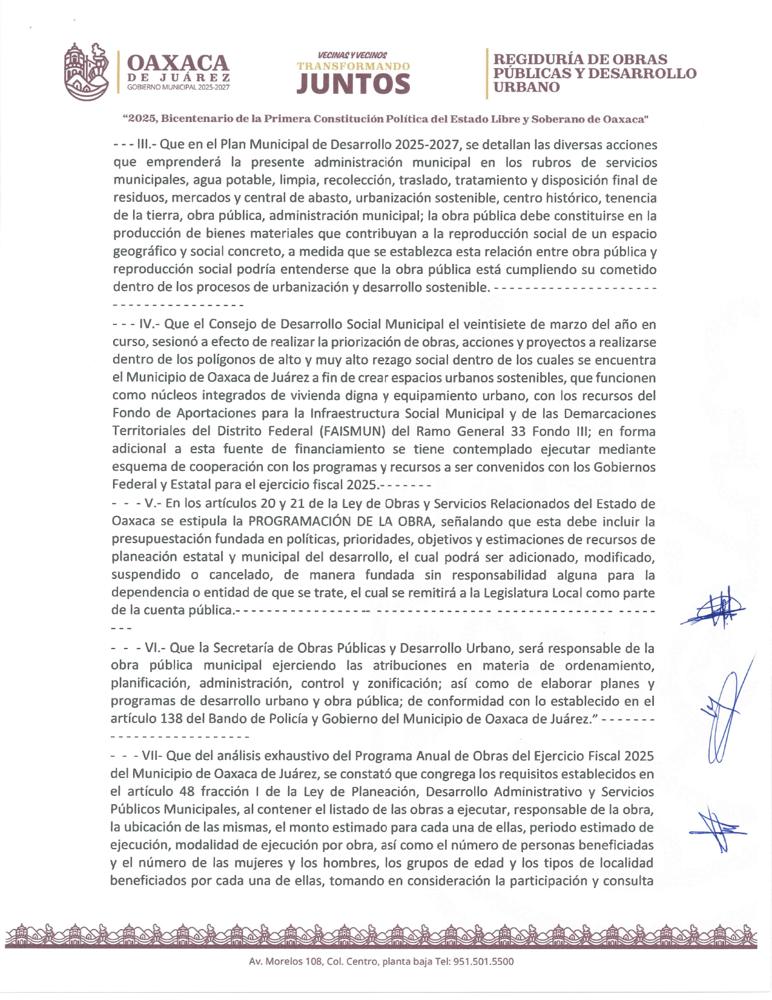 OAXACA
DE JUÁREZ
GOBIERNO MUNICIPAL 2025-2027
VECINAS Y VECINOS
TRANSFORMANDO
JUNTOS
REGIDURÍA DE OBRAS
PÚBLICAS Y DESARROLLO
URBANO
"2025, Bicentenario de la Primera Constitución Política del Estado Libre y Soberano de Oaxaca"
- - - III.- Que en el Plan Municipal de Desarrollo 2025-2027, se detallan las diversas acciones
que emprenderá la presente administración municipal en los rubros de servicios
municipales, agua potable, limpia, recolección, traslado, tratamiento y disposición final de
residuos, mercados y central de abasto, urbanización sostenible, centro histórico, tenencia
de la tierra, obra pública, administración municipal; la obra pública debe constituirse en la
producción de bienes materiales que contribuyan a la reproducción social de un espacio
geográfico y social concreto, a medida que se establezca esta relación entre obra pública y
reproducción social podría entenderse que la obra pública está cumpliendo su cometido
dentro de los procesos de urbanización y desarrollo sostenible. - - - - - - - - - - - - - - - - - - - - -
- - - - - - - - - - - - - - - - -
- - - IV.- Que el Consejo de Desarrollo Social Municipal el veintisiete de marzo del año en
curso, sesionó a efecto de realizar la priorización de obras, acciones y proyectos a realizarse
dentro de los polígonos de alto y muy alto rezago social dentro de los cuales se encuentra
el Municipio de Oaxaca de Juárez a fin de crear espacios urbanos sostenibles, que funcionen
como núcleos integrados de vivienda digna y equipamiento urbano, con los recursos del
Fondo de Aportaciones para la Infraestructura Social Municipal y de las Demarcaciones
Territoriales del Distrito Federal (FAISMUN) del Ramo General 33 Fondo III; en forma
adicional a esta fuente de financiamiento se tiene contemplado ejecutar mediante
esquema de cooperación con los programas y recursos a ser convenidos con los Gobiernos
Federal y Estatal para el ejercicio fiscal 2025.- - - - - - -
- - - V.- En los artículos 20 y 21 de la Ley de Obras y Servicios Relacionados del Estado de
Oaxaca se estipula la PROGRAMACIÓN DE LA OBRA, señalando que esta debe incluir la
presupuestación fundada en políticas, prioridades, objetivos y estimaciones de recursos de
planeación estatal y municipal del desarrollo, el cual podrá ser adicionado, modificado,
suspendido o cancelado, de manera fundada sin responsabilidad alguna para la
dependencia o entidad de que se trate, el cual se remitirá a la Legislatura Local como parte
de la cuenta pública.- - - - - - - - - - - - - - - - - -- - - - - - - - - - - - - - - - - - - - - - - - - - - - - - - - - - - - -
- - -
- - - VI.- Que la Secretaría de Obras Públicas y Desarrollo Urbano, será responsable de la
obra pública municipal ejerciendo las atribuciones en materia de ordenamiento,
planificación, administración, control y zonificación; así como de elaborar planes y
programas de desarrollo urbano y obra pública; de conformidad con lo establecido en el
artículo 138 del Bando de Policía y Gobierno del Municipio de Oaxaca de Juárez.” - - - - - - -
- - - - - - - - - - - - - - - - - -
- - - VII- Que del análisis exhaustivo del Programa Anual de Obras del Ejercicio Fiscal 2025
del Municipio de Oaxaca de Juárez, se constató que congrega los requisitos establecidos en
el artículo 48 fracción I de la Ley de Planeación, Desarrollo Administrativo y Servicios
Públicos Municipales, al contener el listado de las obras a ejecutar, responsable de la obra,
la ubicación de las mismas, el monto estimado para cada una de ellas, periodo estimado de
ejecución, modalidad de ejecución por obra, así como el número de personas beneficiadas
y el número de las mujeres y los hombres, los grupos de edad y los tipos de localidad
beneficiados por cada una de ellas, tomando en consideración la participación y consulta
Av. Morelos 108, Col. Centro, planta baja Tel: 951.501.5500